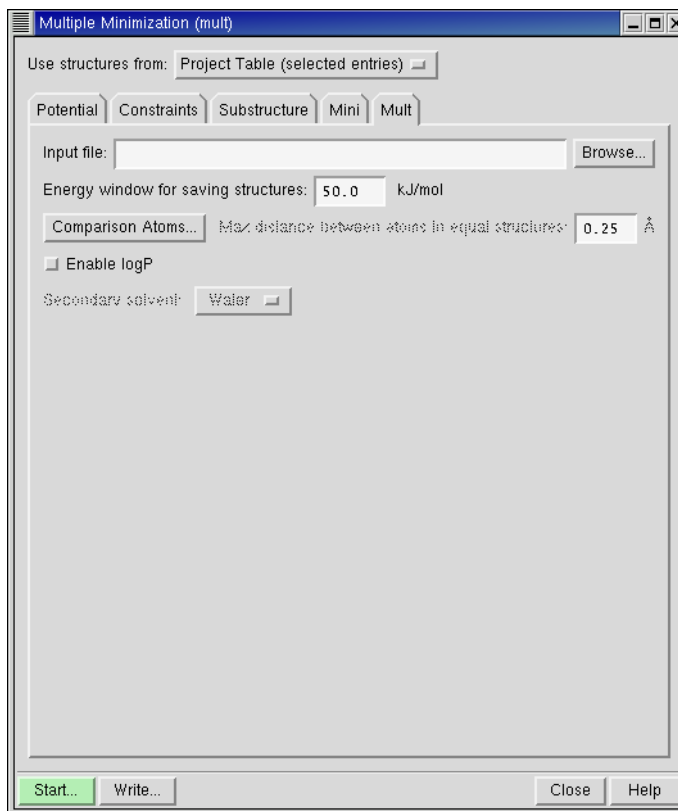 Multiple Minimization (mult)
Use structures from: Project Table (selected entries)
Potential Constraints Substructure Mini Mult
Input file: Browse...
Energy window for saving structures: 50.0 kJ/mol
Comparison Atoms... Max distance between atoms in equal structures: 0.25 Å
Enable logP
Secondary solvent: Water
Start... Write... Close Help